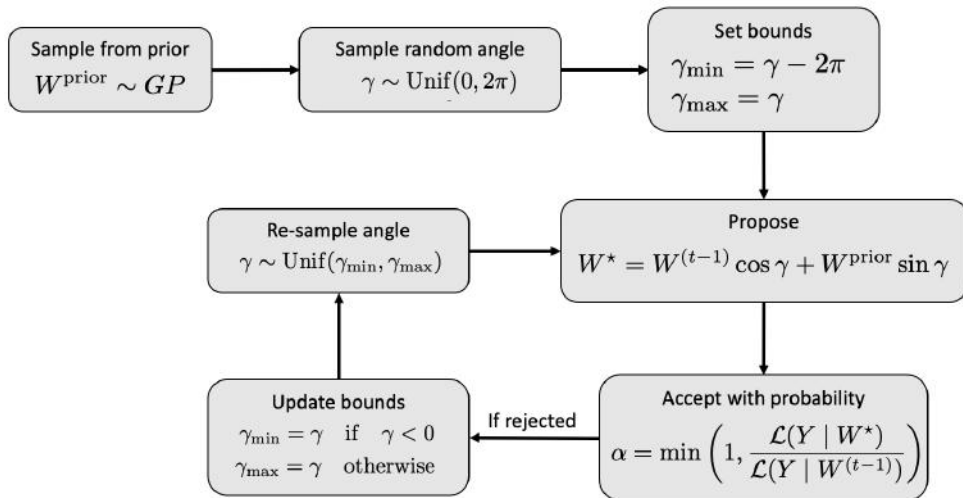 Sample from prior
W^prior ∼ GP
Sample random angle
γ ∼ Unif(0, 2π)
Set bounds
γ_min = γ − 2π
γ_max = γ
Propose
W^⋆ = W^(t−1) cos γ + W^prior sin γ
Accept with probability
α = min (1, 𝓛(Y | W^⋆) / 𝓛(Y | W^(t−1)))
If rejected
Update bounds
γ_min = γ if γ < 0
γ_max = γ otherwise
Re-sample angle
γ ∼ Unif(γ_min, γ_max)